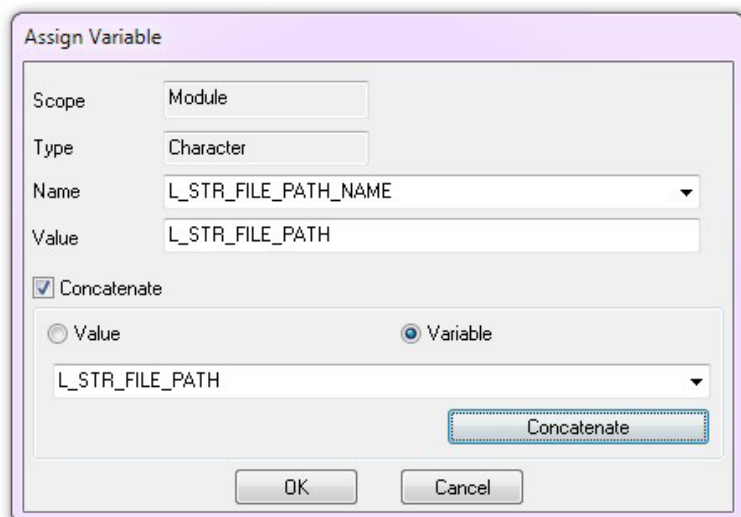 Assign Variable
Scope Module
Type Character
Name L_STR_FILE_PATH_NAME
Value L_STR_FILE_PATH
Concatenate
Value Variable
L_STR_FILE_PATH
Concatenate
OK Cancel